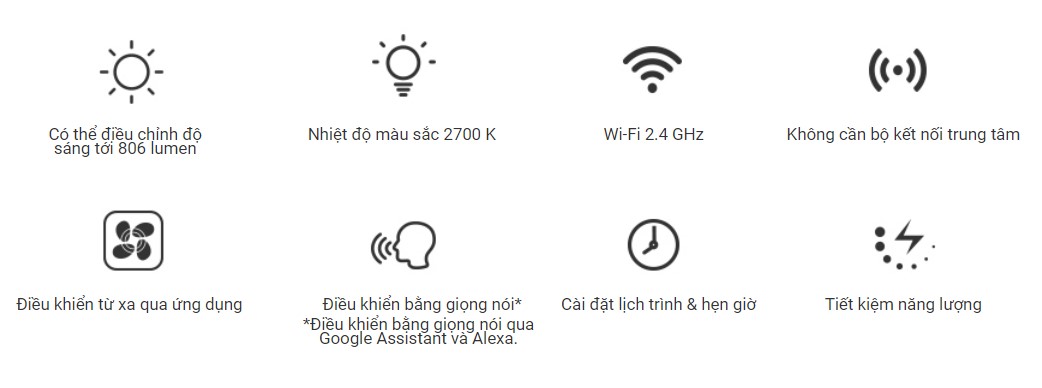 Có thể điều chỉnh độ
sáng tới 806 lumen
Nhiệt độ màu sắc 2700 K
Wi-Fi 2.4 GHz
Không cần bộ kết nối trung tâm
Điều khiển từ xa qua ứng dụng
Điều khiển bằng giọng nói*
*Điều khiển bằng giọng nói qua
Google Assistant và Alexa.
Cài đặt lịch trình & hẹn giờ
Tiết kiệm năng lượng